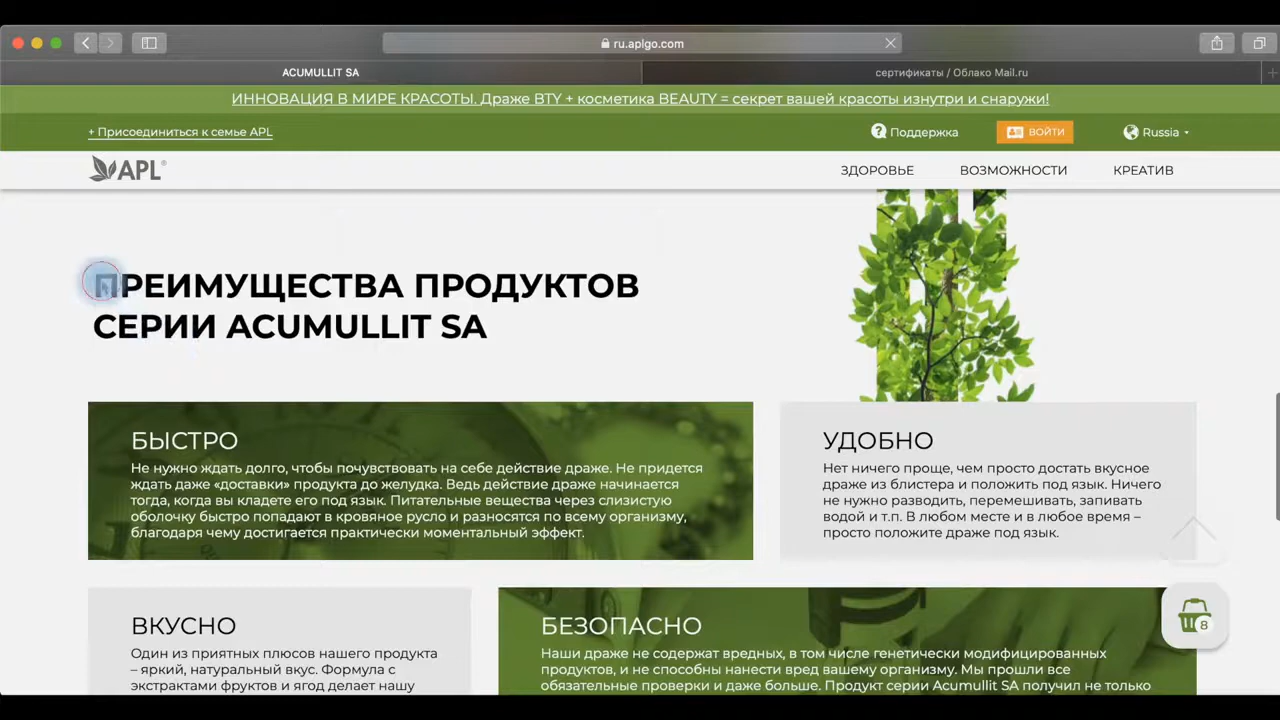 ru.aplgo.com
ACUMULLIT SA
сертификаты / Облако Mail.ru
ИННОВАЦИЯ В МИРЕ КРАСОТЫ. Драже BTY + косметика BEAUTY = секрет вашей красоты изнутри и снаружи!
+ Присоединиться к семье APL
Поддержка
ВОЙТИ
Russia
APL®
ЗДОРОВЬЕ
ВОЗМОЖНОСТИ
КРЕАТИВ
ПРЕИМУЩЕСТВА ПРОДУКТОВ
СЕРИИ ACUMULLIT SA
БЫСТРО
Не нужно ждать долго, чтобы почувствовать на себе действие драже. Не придется
ждать даже «доставки» продукта до желудка. Ведь действие драже начинается
тогда, когда вы кладете его под язык. Питательные вещества через слизистую
оболочку быстро попадают в кровяное русло и разносятся по всему организму,
благодаря чему достигается практически моментальный эффект.
УДОБНО
Нет ничего проще, чем просто достать вкусное
драже из блистера и положить под язык. Ничего
не нужно разводить, перемешивать, запивать
водой и т.п. В любом месте и в любое время –
просто положите драже под язык.
ВКУСНО
Один из приятных плюсов нашего продукта
– яркий, натуральный вкус. Формула с
экстрактами фруктов и ягод делает нашу
БЕЗОПАСНО
Наши драже не содержат вредных, в том числе генетически модифицированных
продуктов, и не способны нанести вред вашему организму. Мы прошли все
обязательные проверки и даже больше. Продукт серии Acumullit SA получил не только
8